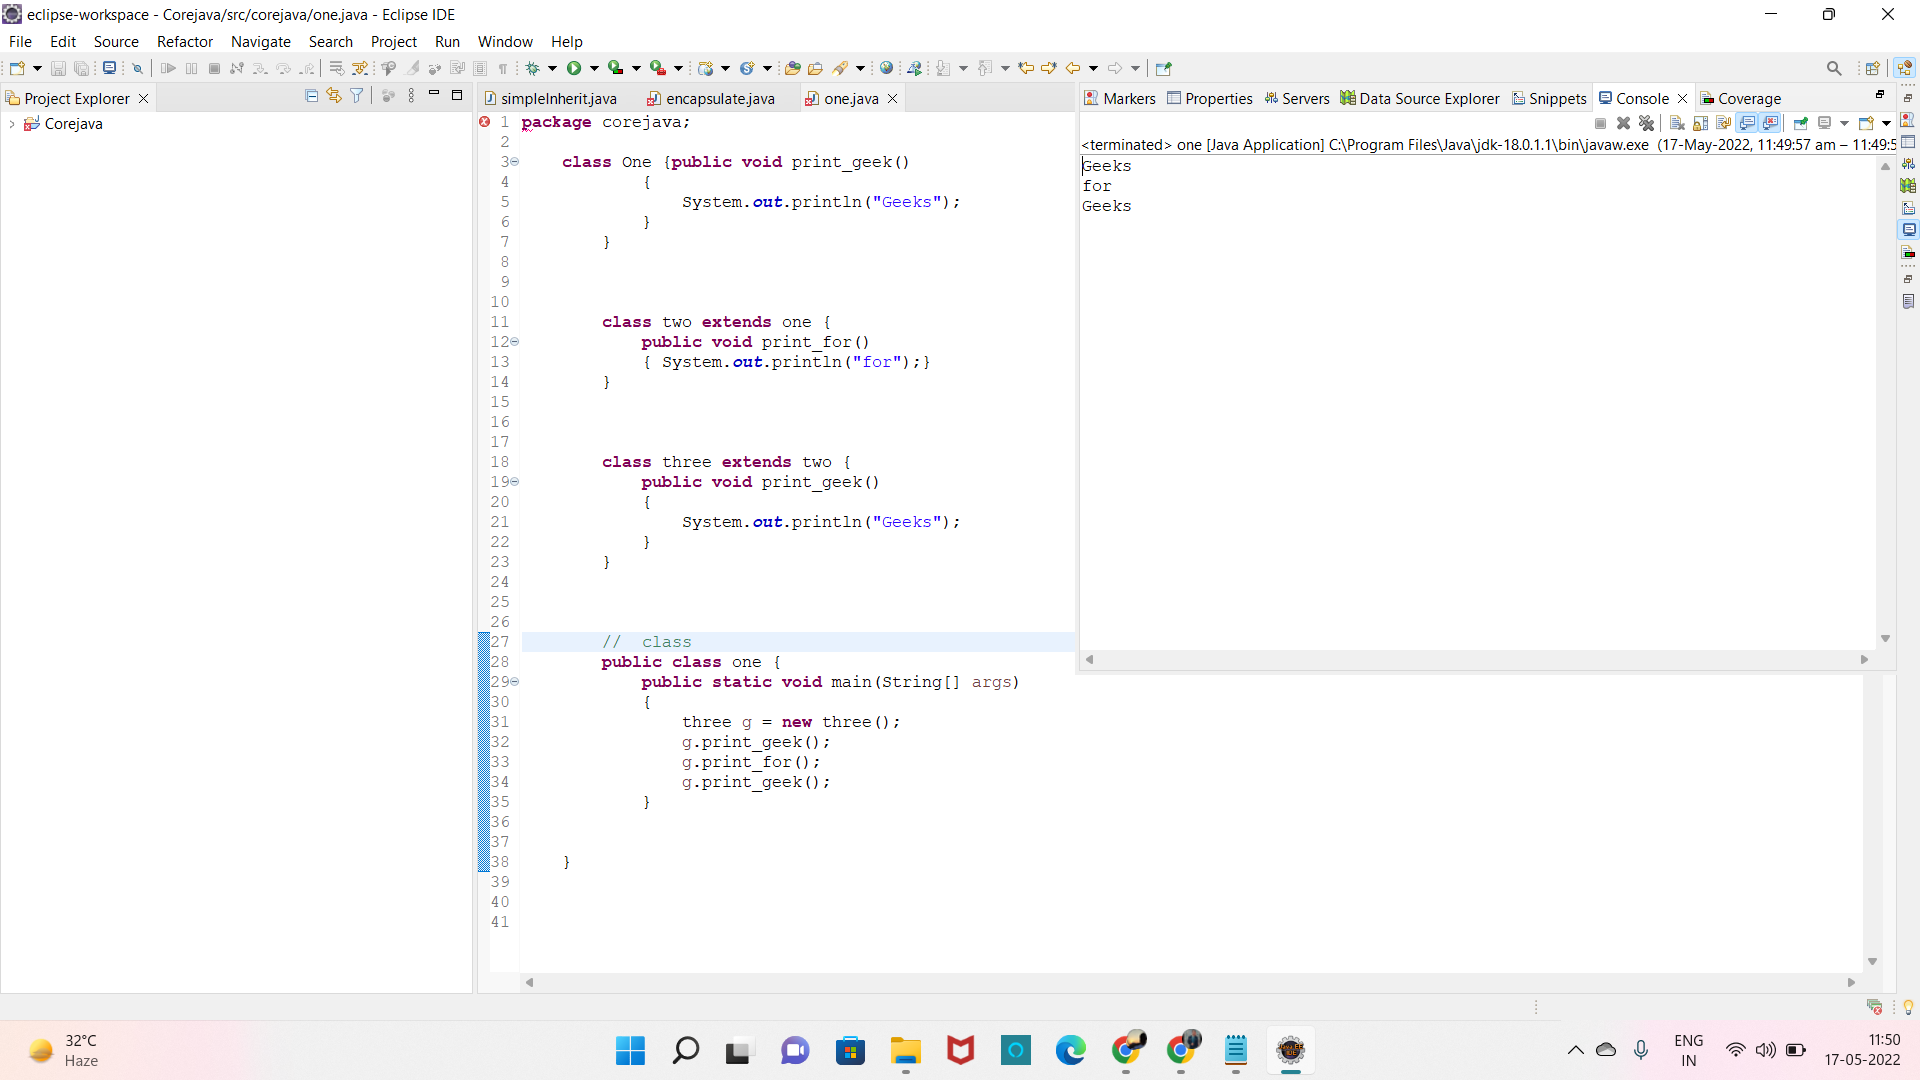 eclipse-workspace - Corejava/src/corejava/one.java - Eclipse IDE
File Edit Source Refactor Navigate Search Project Run Window Help
Project Explorer
Corejava
simpleInherit.java encapsulate.java one.java
1 package corejava;
2
3 class One {public void print_geek()
4 {
5 System.out.println("Geeks");
6 }
7 }
8
9
10
11 class two extends one {
12 public void print_for()
13 { System.out.println("for");}
14 }
15
16
17
18 class three extends two {
19 public void print_geek()
20 {
21 System.out.println("Geeks");
22 }
23 }
24
25
26
27 // class
28 public class one {
29 public static void main(String[] args)
30 {
31 three g = new three();
32 g.print_geek();
33 g.print_for();
34 g.print_geek();
35 }
36
37
38 }
39
40
41
Markers Properties Servers Data Source Explorer Snippets Console Coverage
<terminated> one [Java Application] C:\Program Files\Java\jdk-18.0.1.1\bin\javaw.exe (17-May-2022, 11:49:57 am – 11:49:5
Geeks
for
Geeks
32°C
Haze
ENG
IN
11:50
17-05-2022